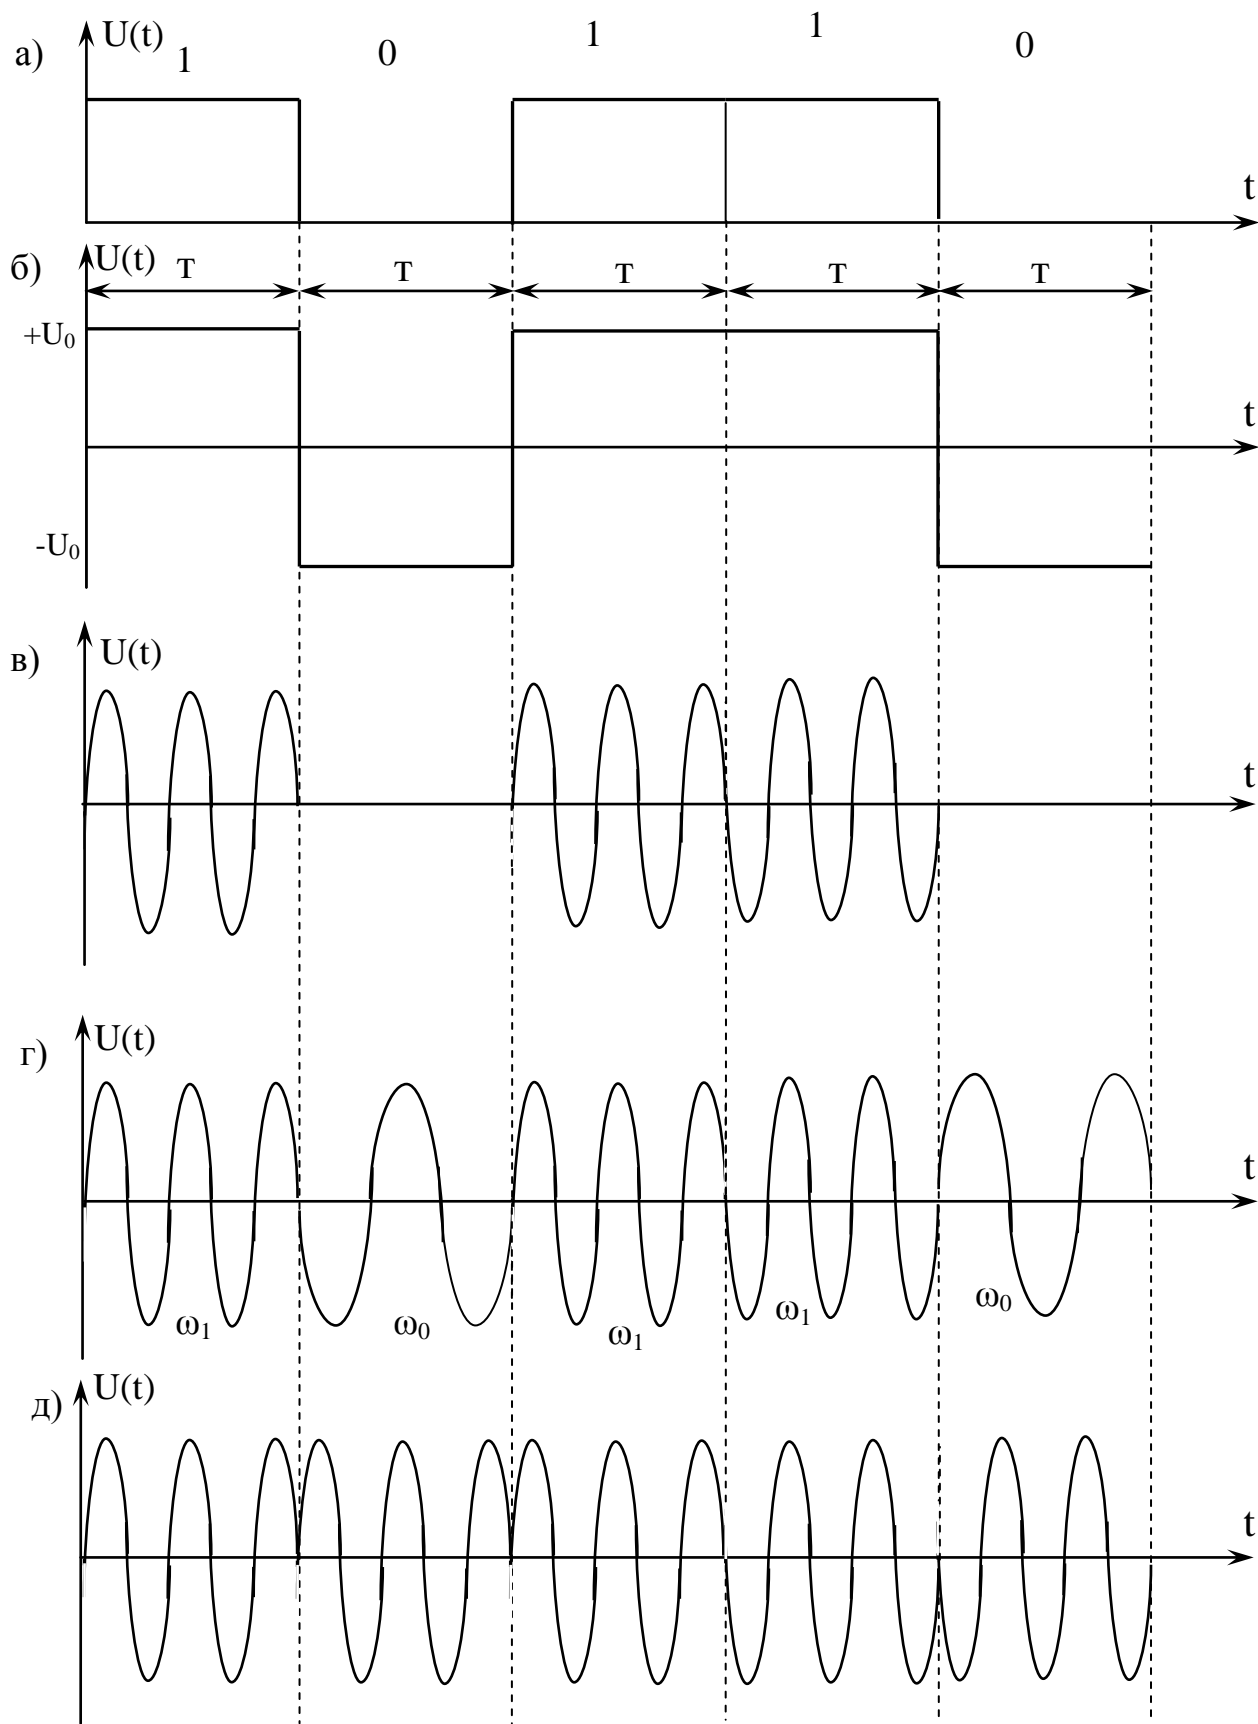 а) U(t) 1 0 1 1 0
t
б) U(t) T T T T T
+U₀
t
-U₀
в) U(t)
t
г) U(t)
t
ω₁ ω₀ ω₁ ω₁ ω₀
д) U(t)
t